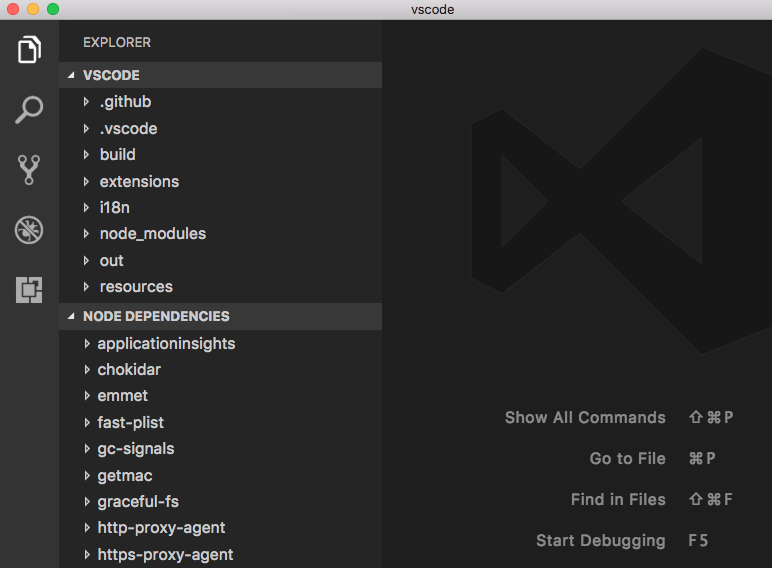 vscode
EXPLORER
VSCODE
.github
.vscode
build
extensions
i18n
node_modules
out
resources
NODE DEPENDENCIES
applicationinsights
chokidar
emmet
fast-plist
gc-signals
getmac
graceful-fs
http-proxy-agent
https-proxy-agent
Show All Commands ⇧⌘P
Go to File ⌘P
Find in Files ⇧⌘F
Start Debugging F5